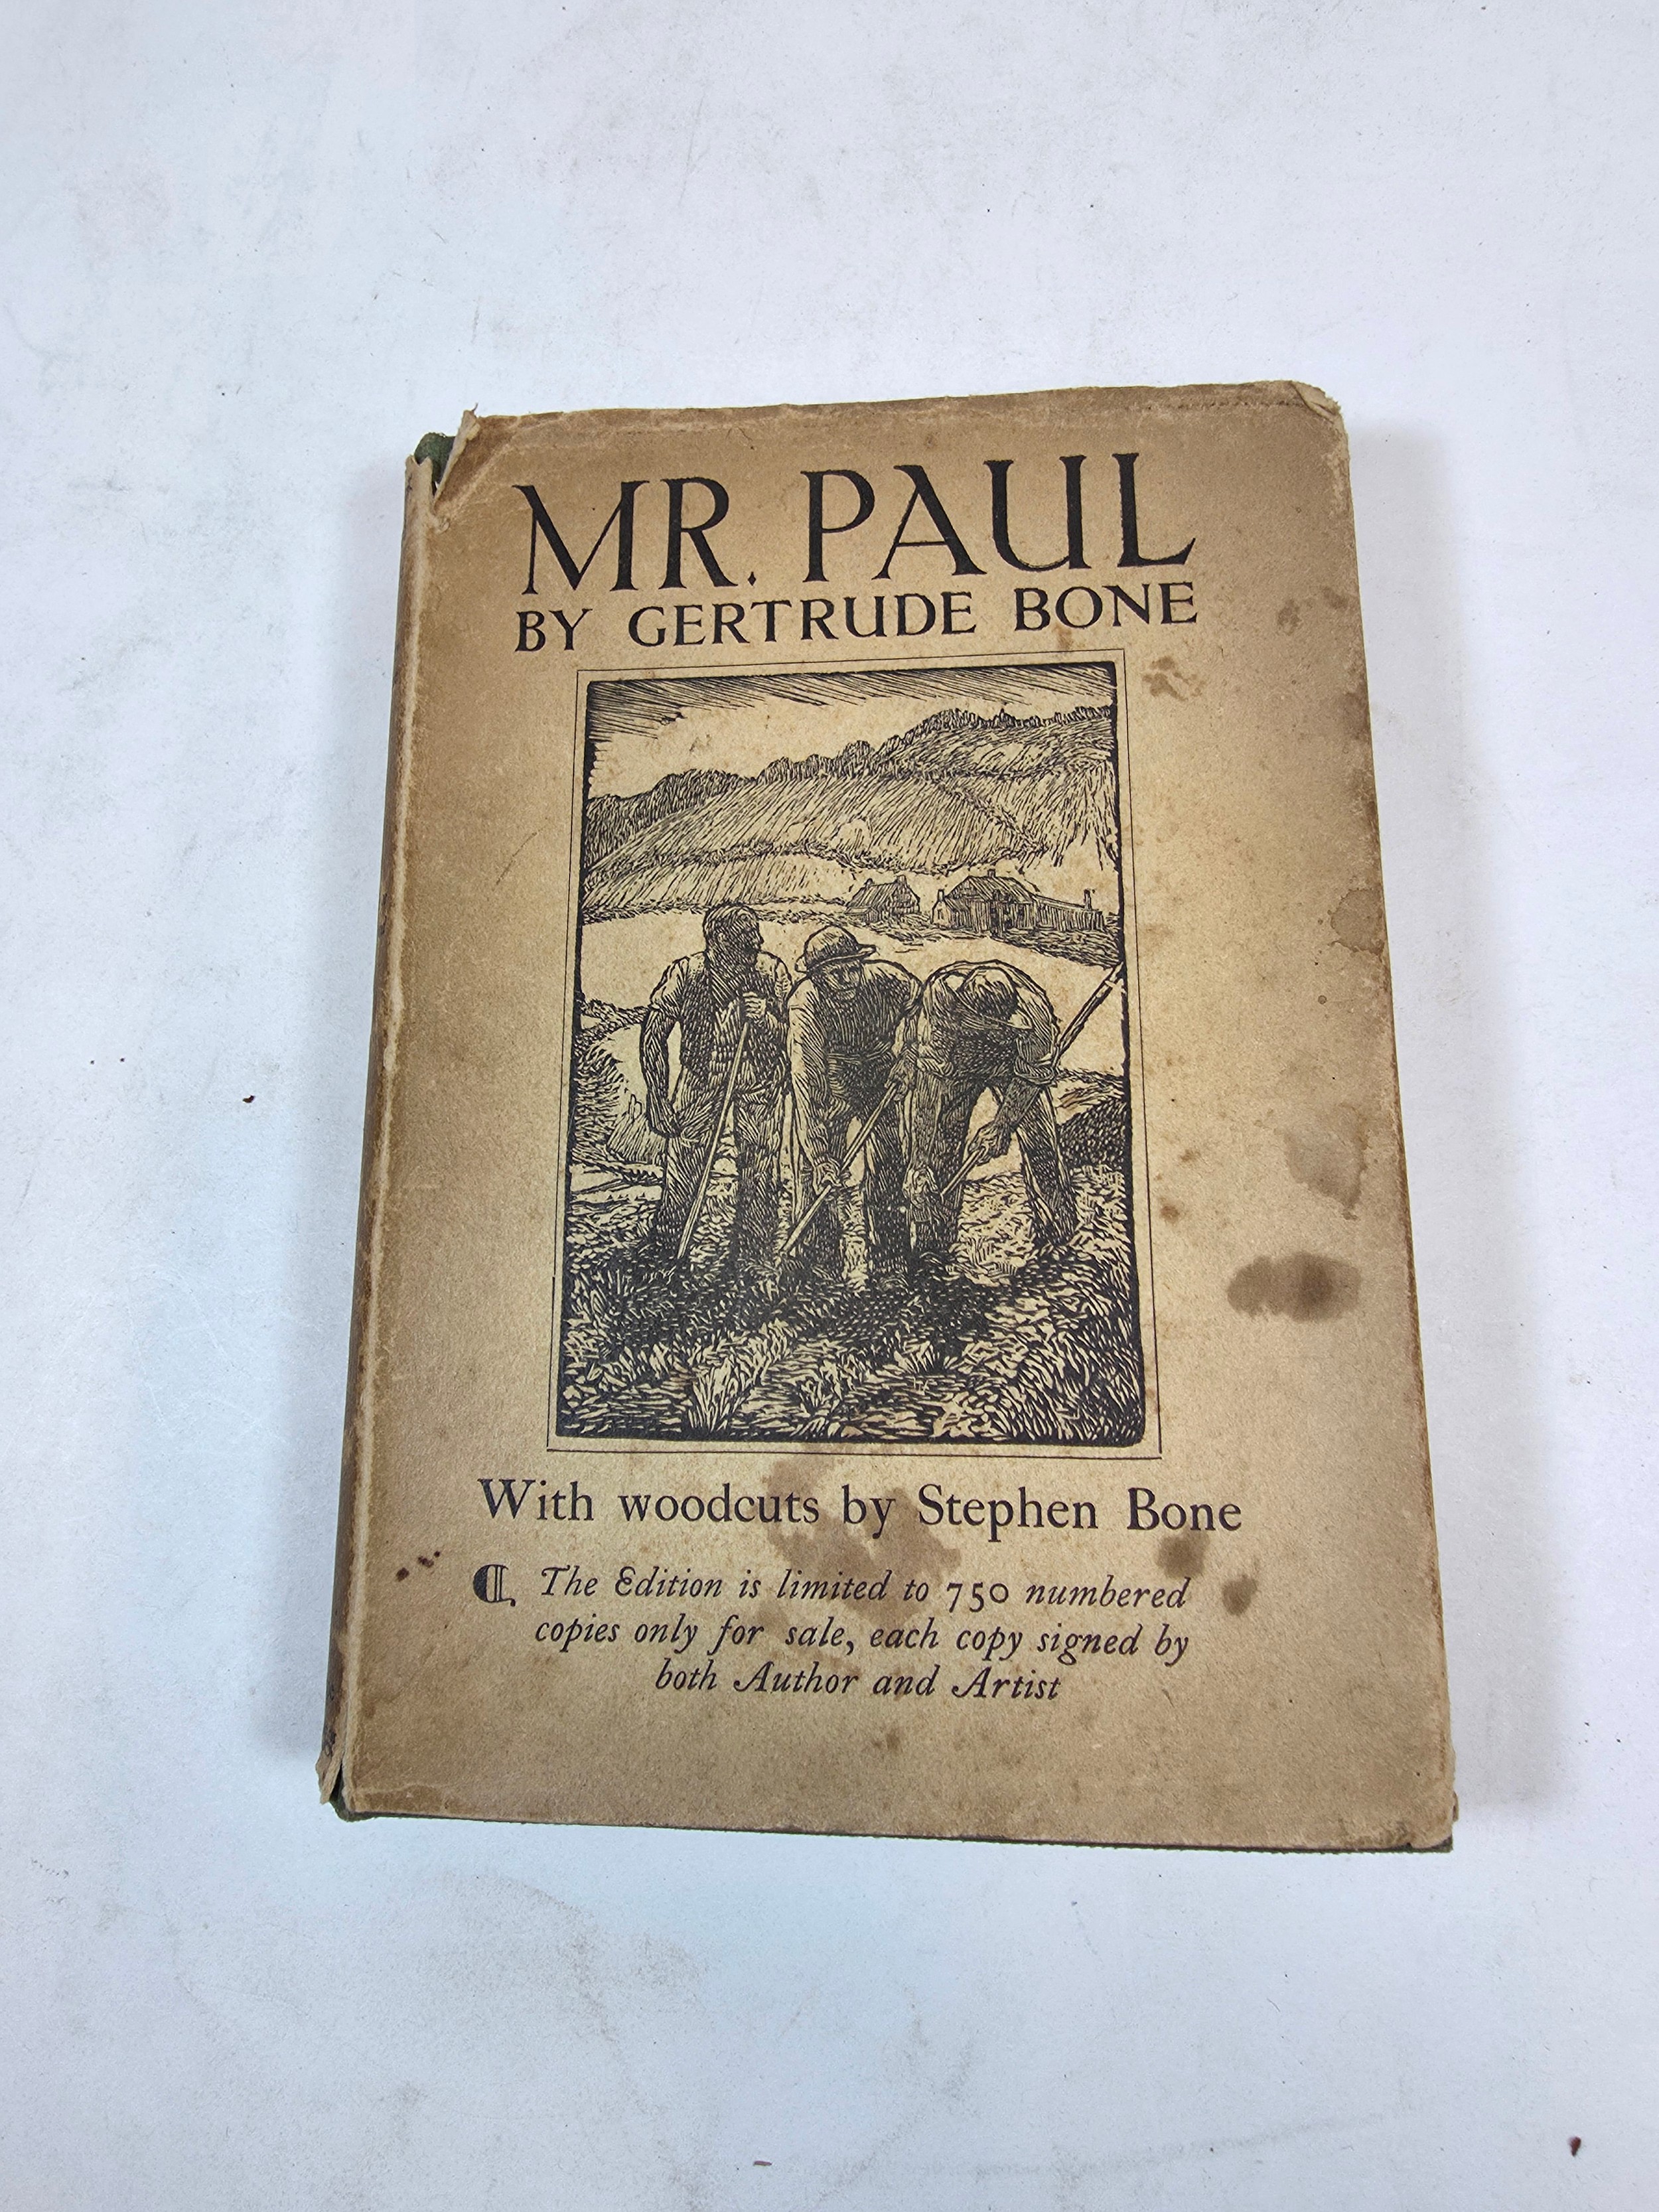 MR. PAUL
BY GERTRUDE BONE
With woodcuts by Stephen Bone
The Edition is limited to 750 numbered
copies only for sale, each copy signed by
both Author and Artist